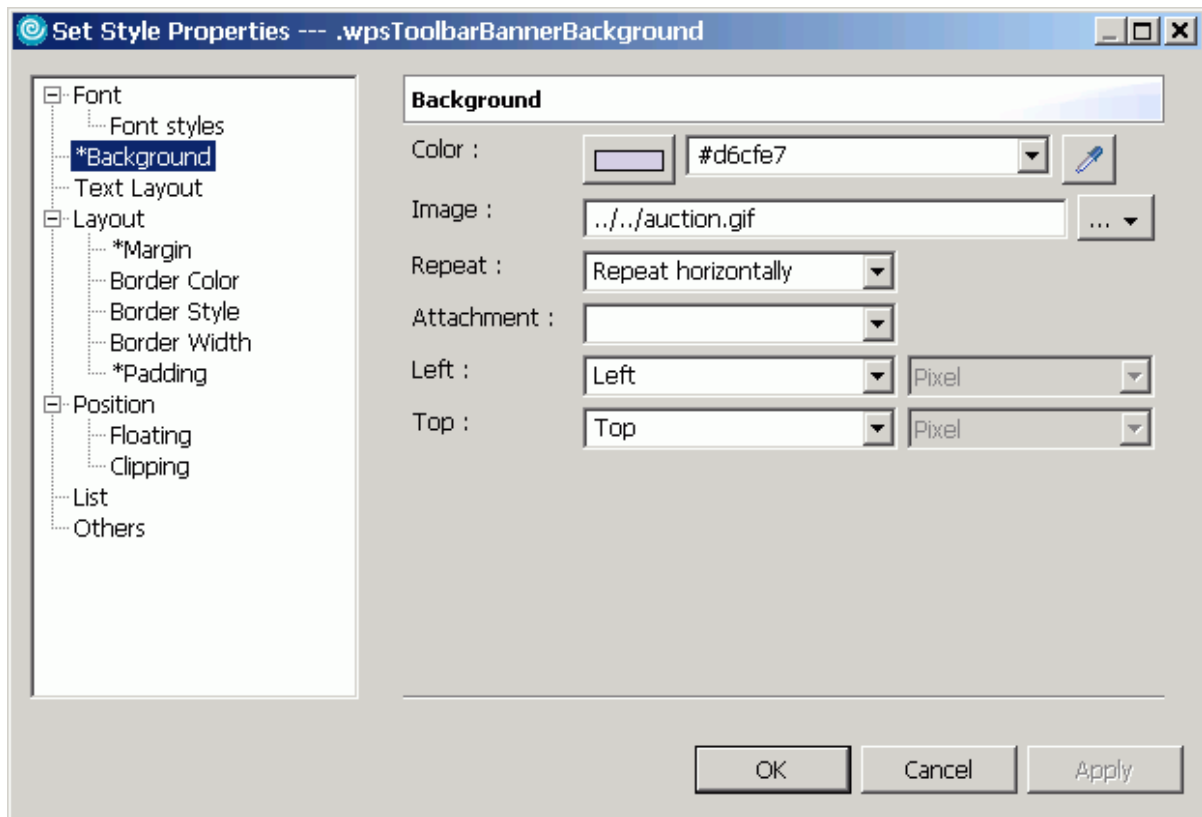 Set Style Properties --- .wpsToolbarBannerBackground
Font
Font styles
*Background
Text Layout
Layout
*Margin
Border Color
Border Style
Border Width
*Padding
Position
Floating
Clipping
List
Others
Background
Color : #d6cfe7
Image : ../../auction.gif ...
Repeat : Repeat horizontally
Attachment :
Left : Left Pixel
Top : Top Pixel
OK Cancel Apply